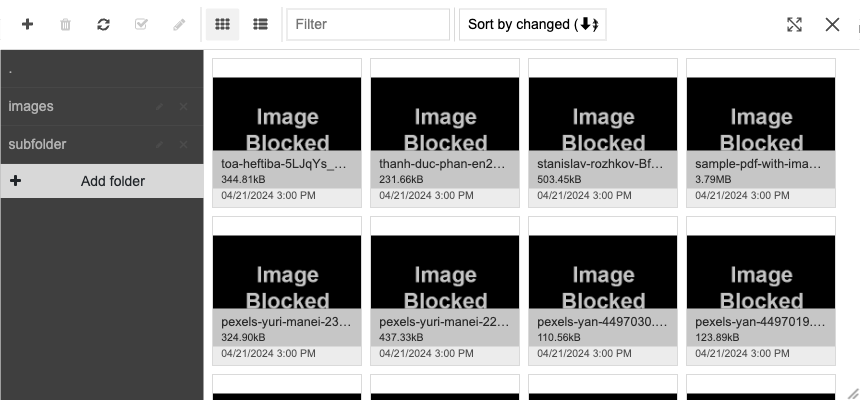 Filter
Sort by changed (
.
images
subfolder
Add folder
Image
Blocked
toa-heftiba-5LJqYs_...
344.81kB
04/21/2024 3:00 PM
Image
Blocked
thanh-duc-phan-en2...
231.66kB
04/21/2024 3:00 PM
Image
Blocked
stanislav-rozhkov-Bf...
503.45kB
04/21/2024 3:00 PM
Image
Blocked
sample-pdf-with-ima...
3.79MB
04/21/2024 3:00 PM
Image
Blocked
pexels-yuri-manei-23...
324.90kB
04/21/2024 3:00 PM
Image
Blocked
pexels-yuri-manei-22...
437.33kB
04/21/2024 3:00 PM
Image
Blocked
pexels-yan-4497030....
110.56kB
04/21/2024 3:00 PM
Image
Blocked
pexels-yan-4497019....
123.89kB
04/21/2024 3:00 PM